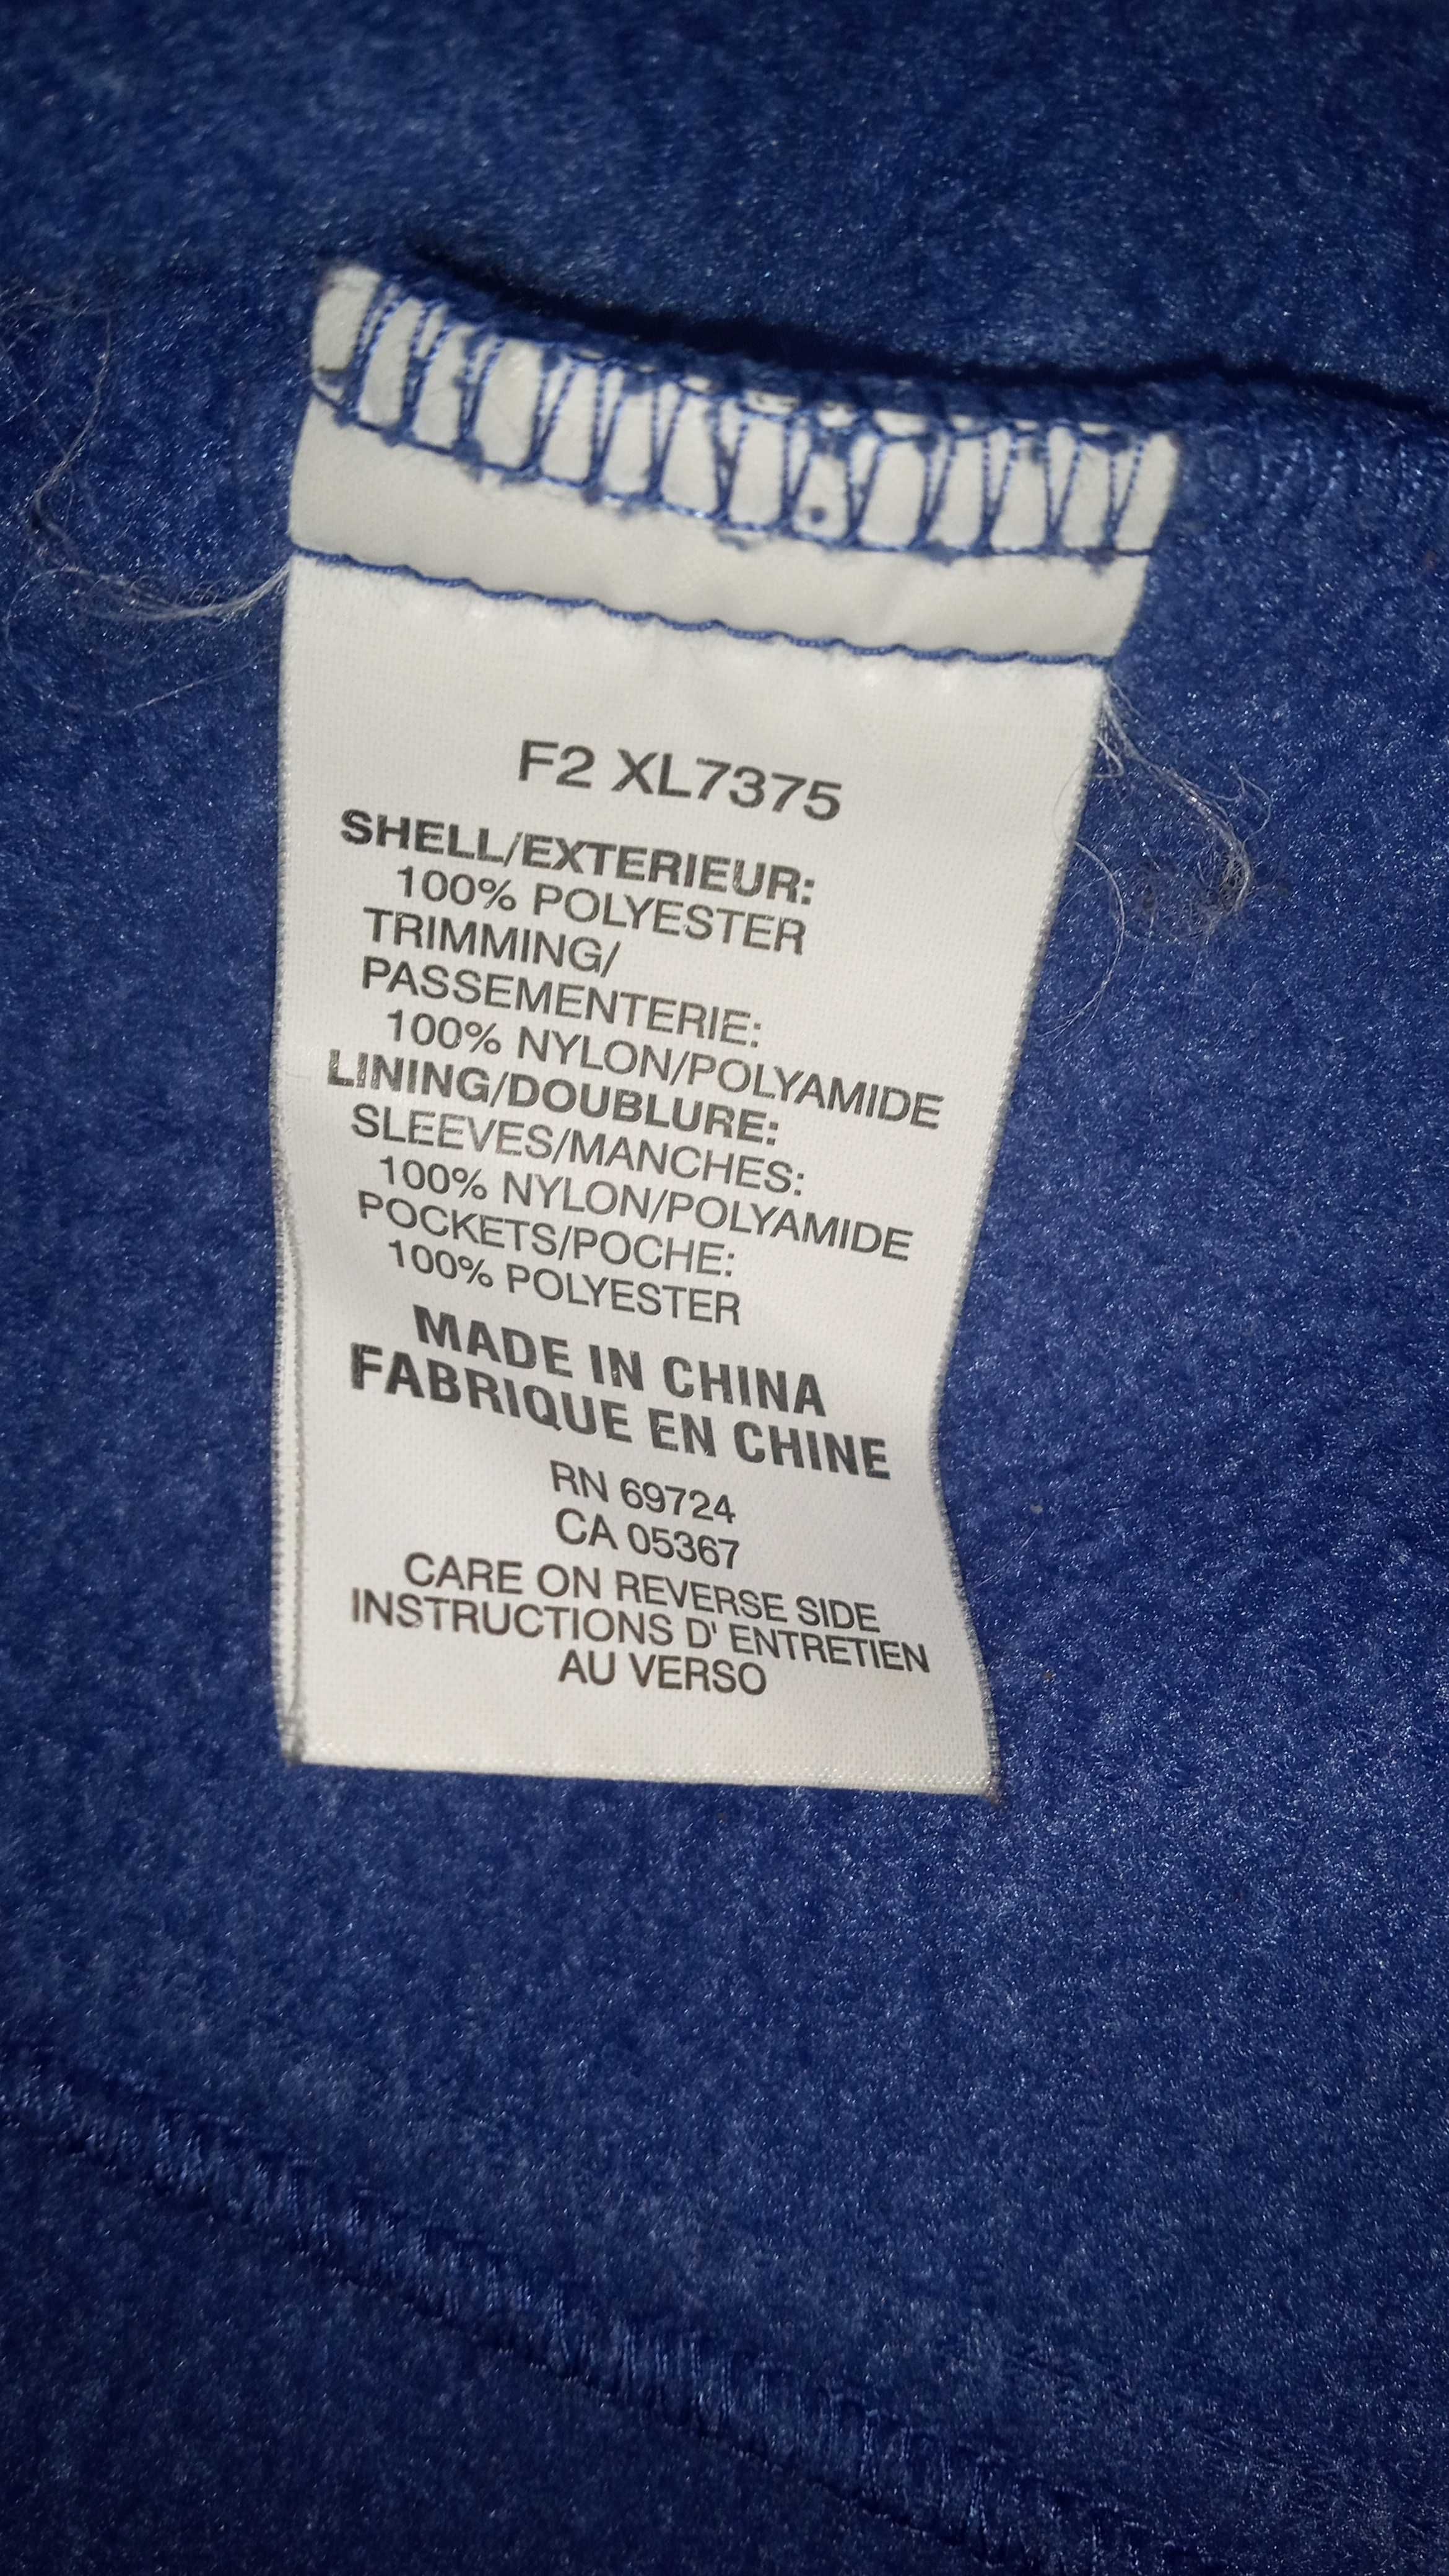 F2 XL7375
SHELL/EXTERIEUR:
100% POLYESTER
TRIMMING/
PASSEMENTERIE:
100% NYLON/POLYAMIDE
LINING/DOUBLURE:
SLEEVES/MANCHES:
100% NYLON/POLYAMIDE
POCKETS/POCHE:
100% POLYESTER
MADE IN CHINA
FABRIQUE EN CHINE
RN 69724
CA 05367
CARE ON REVERSE SIDE
INSTRUCTIONS D' ENTRETIEN
AU VERSO